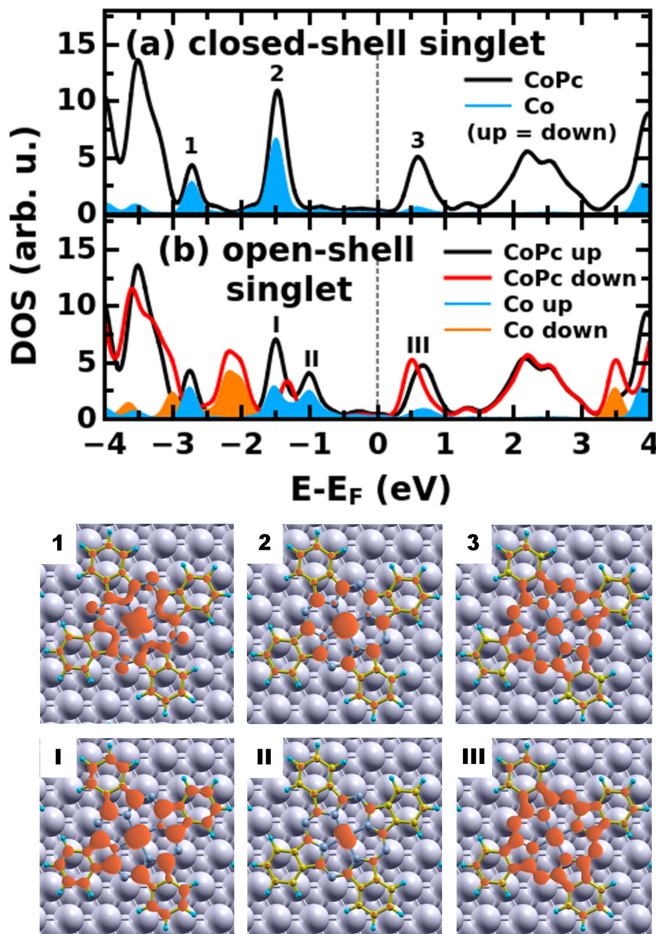 (a) closed-shell singlet
15
10
5
0
1
2
3
CoPc
Co
(up = down)
DOS (arb. u.)
(b) open-shell
singlet
15
10
5
0
I
II
III
CoPc up
CoPc down
Co up
Co down
−4 −3 −2 −1 0 1 2 3 4
E-EF (eV)
1 2 3
I II III